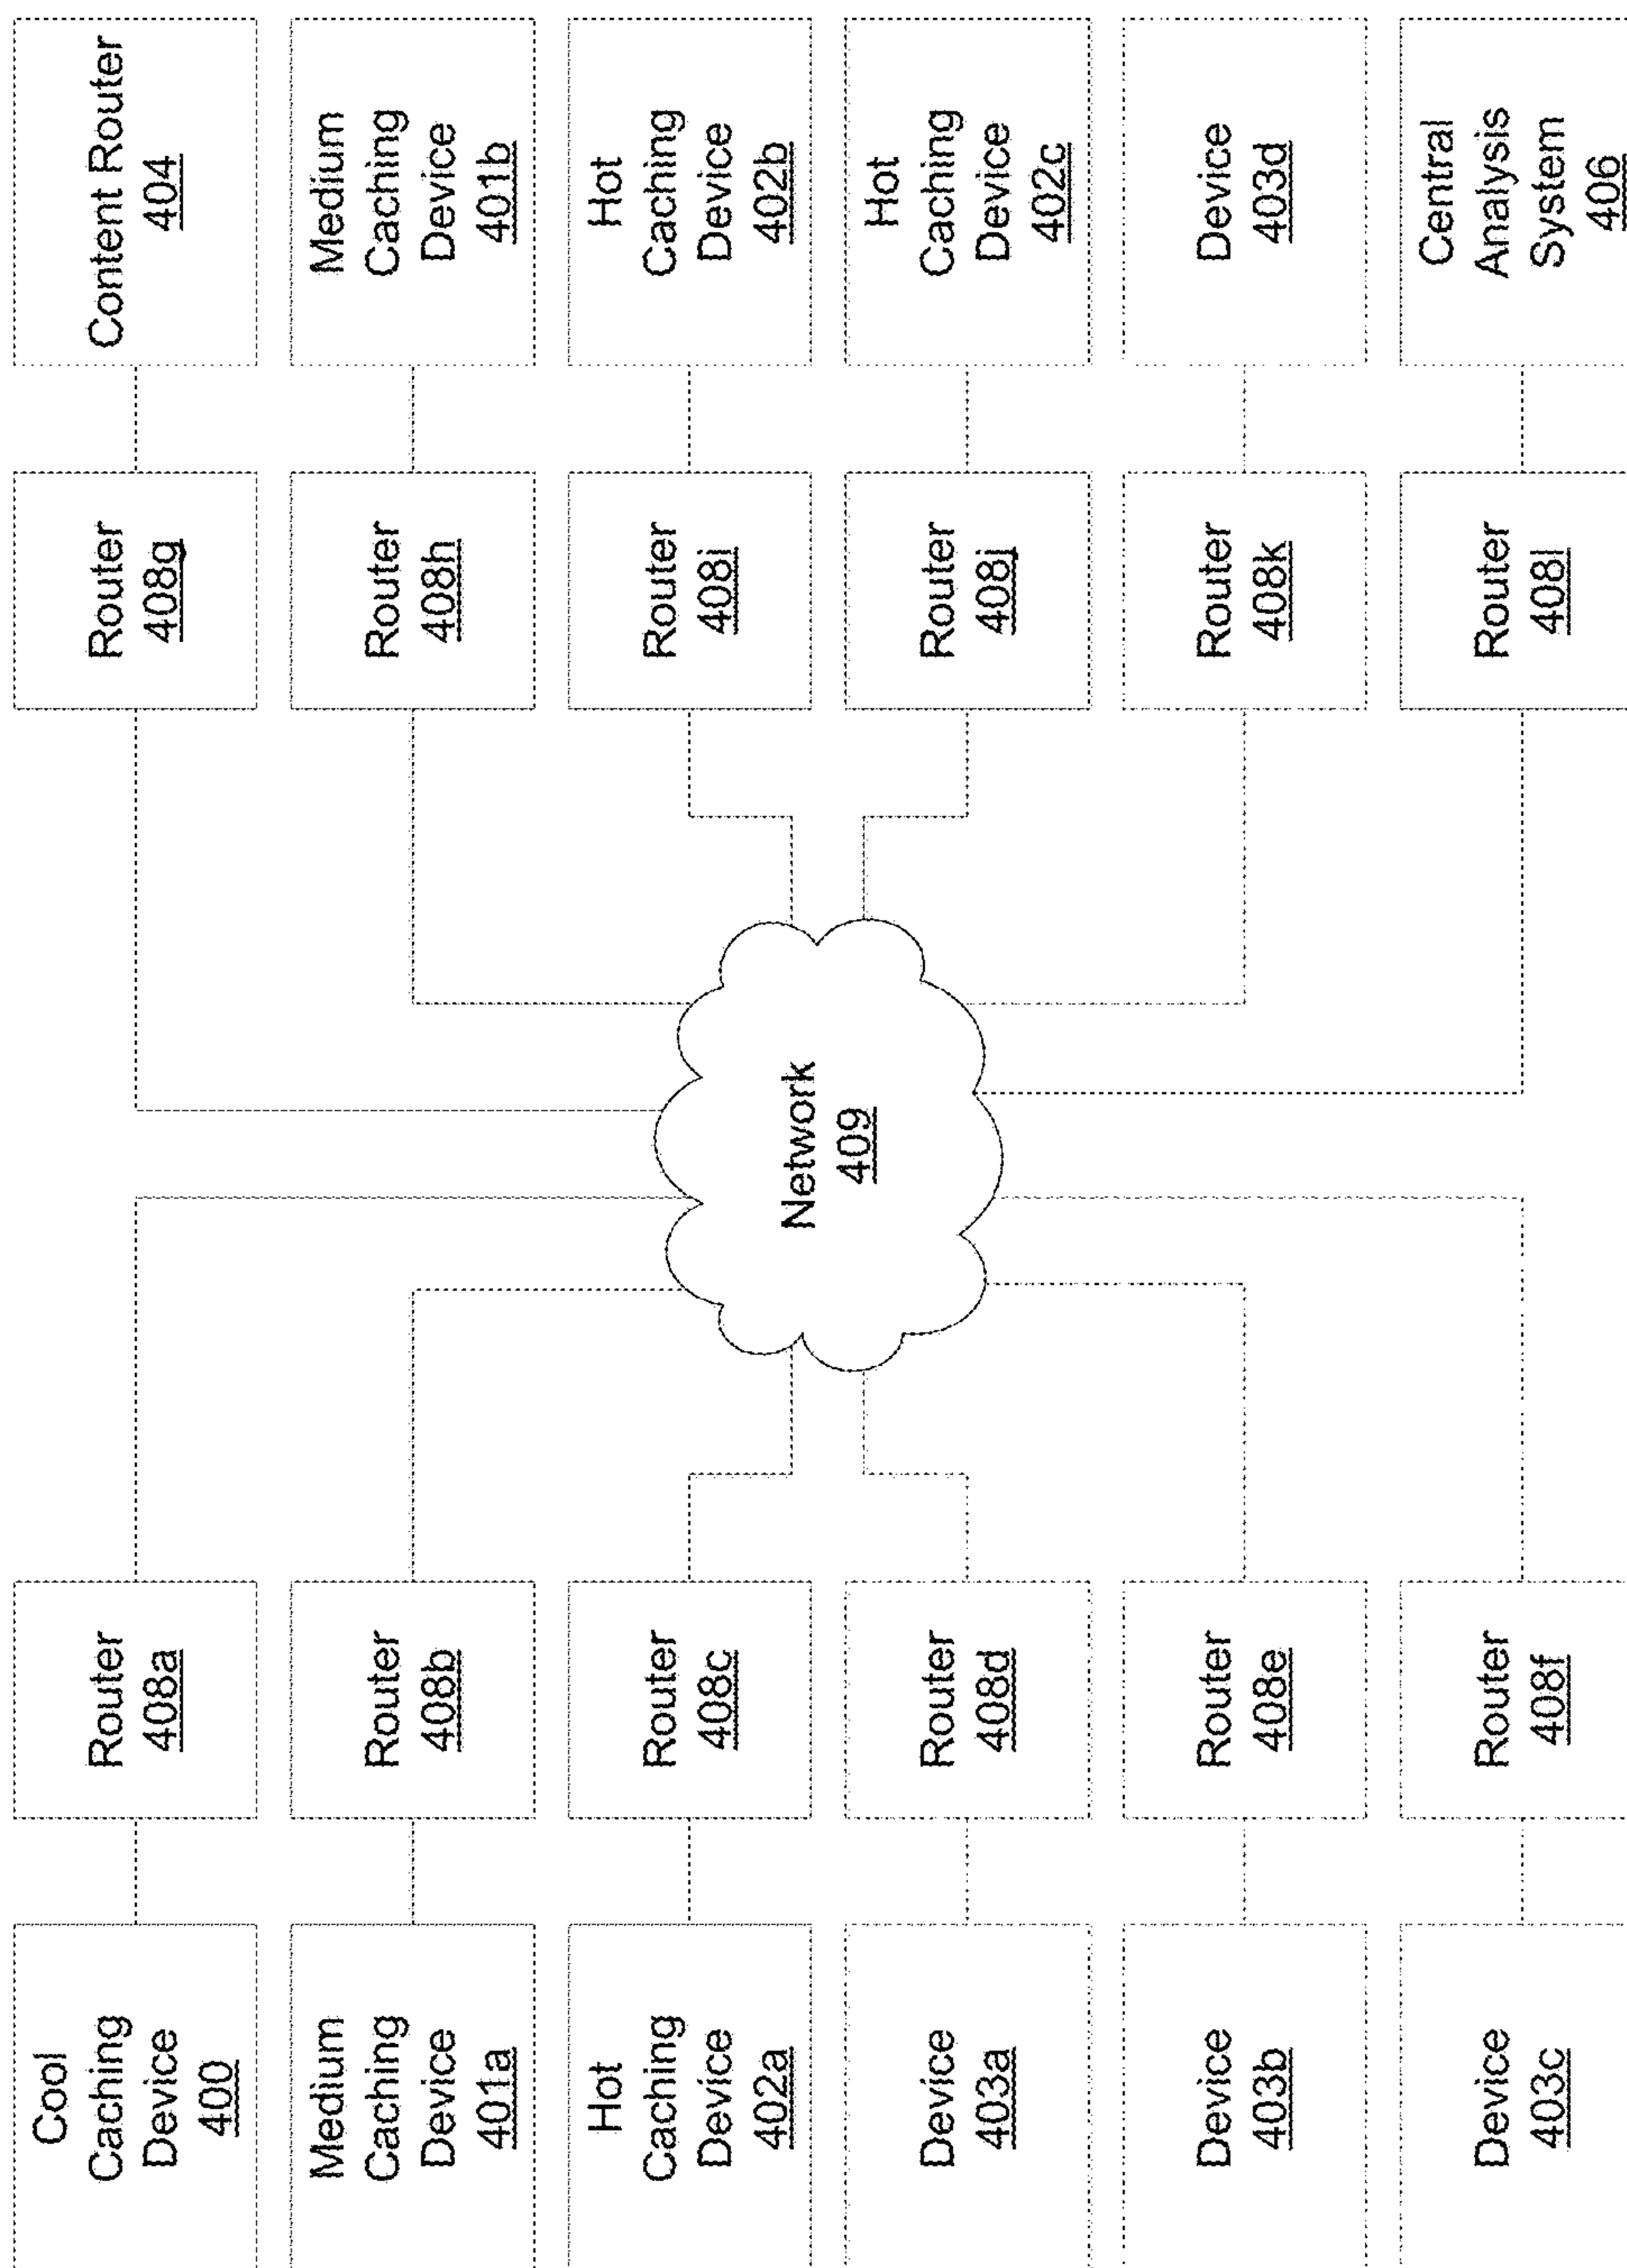 Cool
Caching
Device
400
Router
408a
Router
408g
Content Router
404
Medium
Caching
Device
401a
Router
408b
Router
408h
Medium
Caching
Device
401b
Hot
Caching
Device
402a
Router
408c
Router
408i
Hot
Caching
Device
402b
Network
409
Device
403a
Router
408d
Router
408j
Hot
Caching
Device
402c
Device
403b
Router
408e
Router
408k
Device
403d
Device
403c
Router
408f
Router
408l
Central
Analysis
System
406